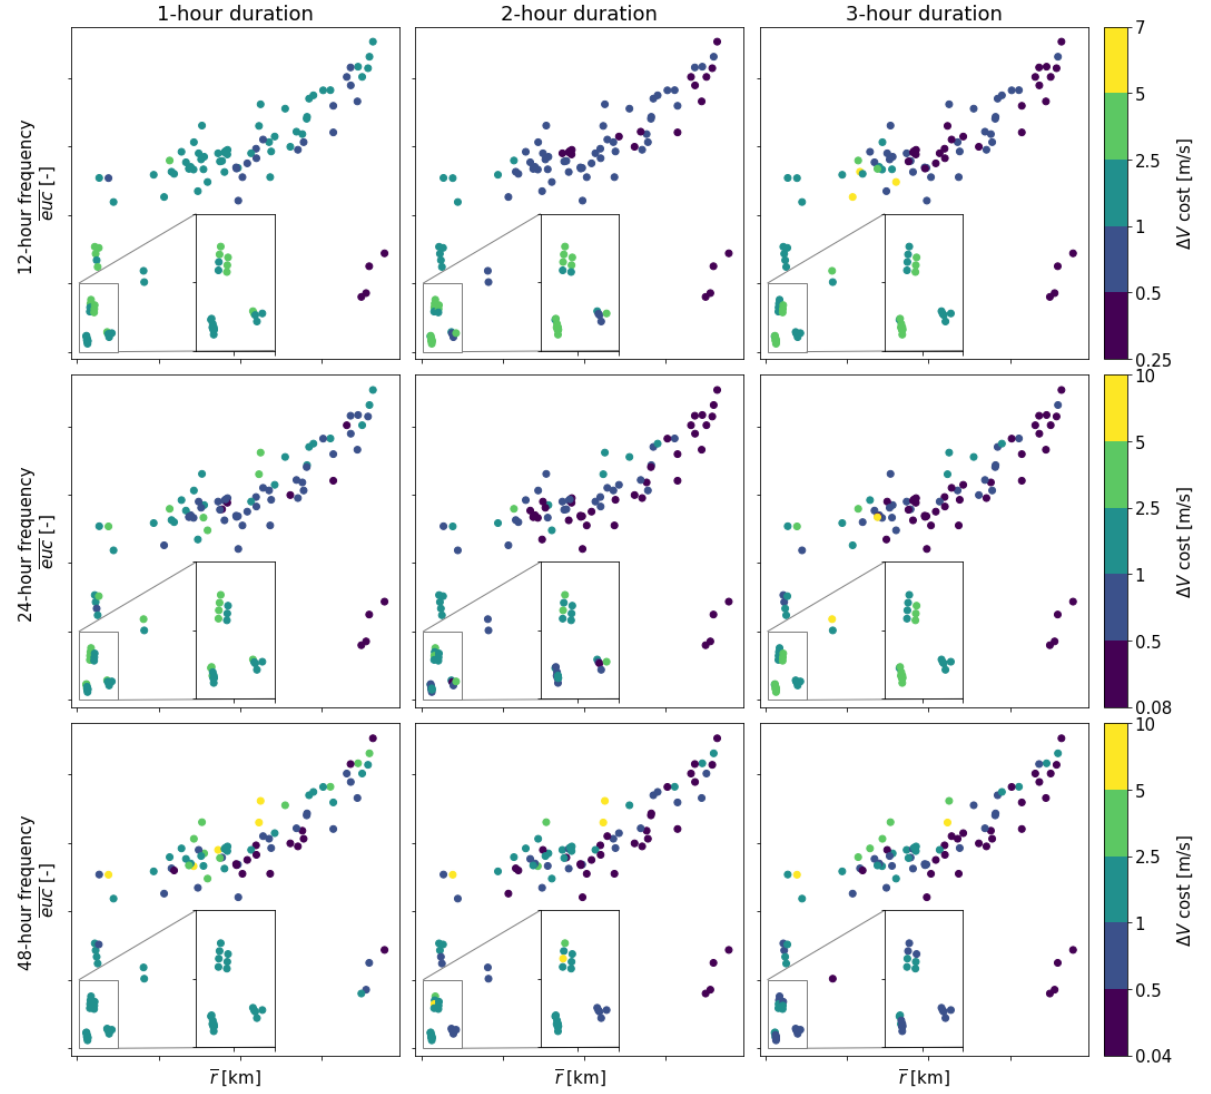 1-hour duration
2-hour duration
3-hour duration
12-hour frequency
euc [-]
7
5
2.5
1
0.5
0.25
ΔV cost [m/s]
24-hour frequency
euc [-]
10
5
2.5
1
0.5
0.08
ΔV cost [m/s]
48-hour frequency
euc [-]
10
5
2.5
1
0.5
0.04
ΔV cost [m/s]
r̅ [km]
r̅ [km]
r̅ [km]